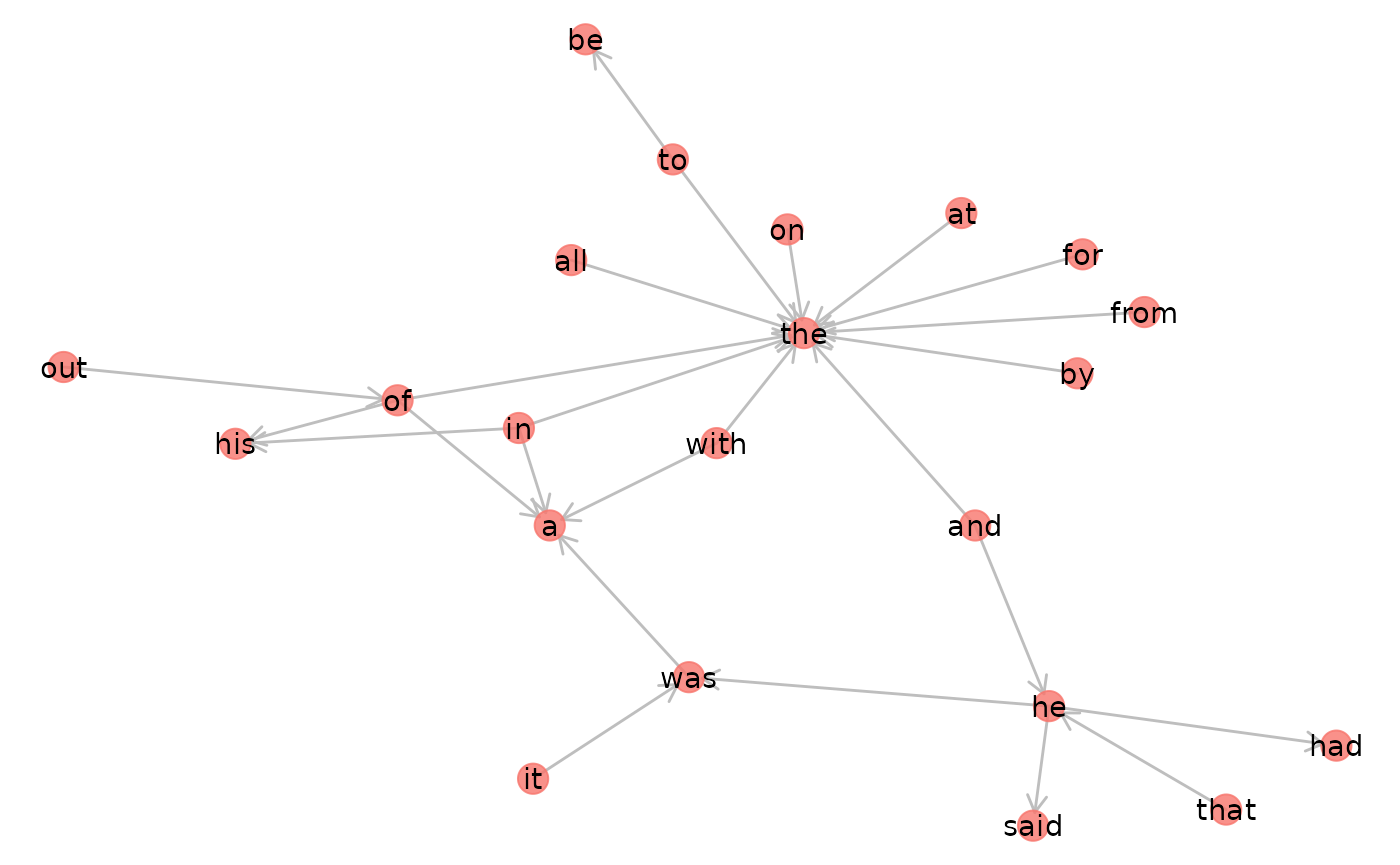 be
to
at
on
for
all
from
the
out
by
of
in
his
with
a
and
was
he
had
it
that
said